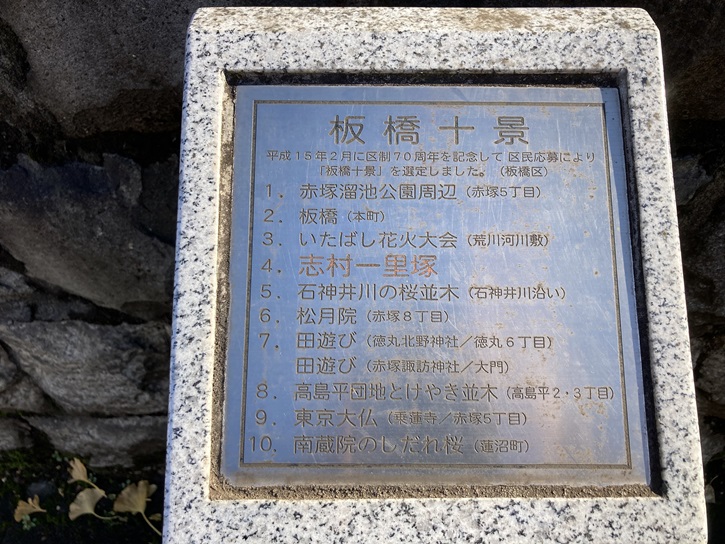 板橋十景
平成15年2月に区制70周年を記念して区民応募により
「板橋十景」を選定しました。（板橋区）
1．赤塚溜池公園周辺（赤塚5丁目）
2．板橋（本町）
3．いたばし花火大会（荒川河川敷）
4．志村一里塚
5．石神井川の桜並木（石神井川沿い）
6．松月院（赤塚8丁目）
7．田遊び（徳丸北野神社／徳丸6丁目）
田遊び（赤塚諏訪神社／大門）
8．高島平団地とけやき並木（高島平2・3丁目）
9．東京大仏（乗蓮寺／赤塚5丁目）
10．南蔵院のしだれ桜（蓮沼町）